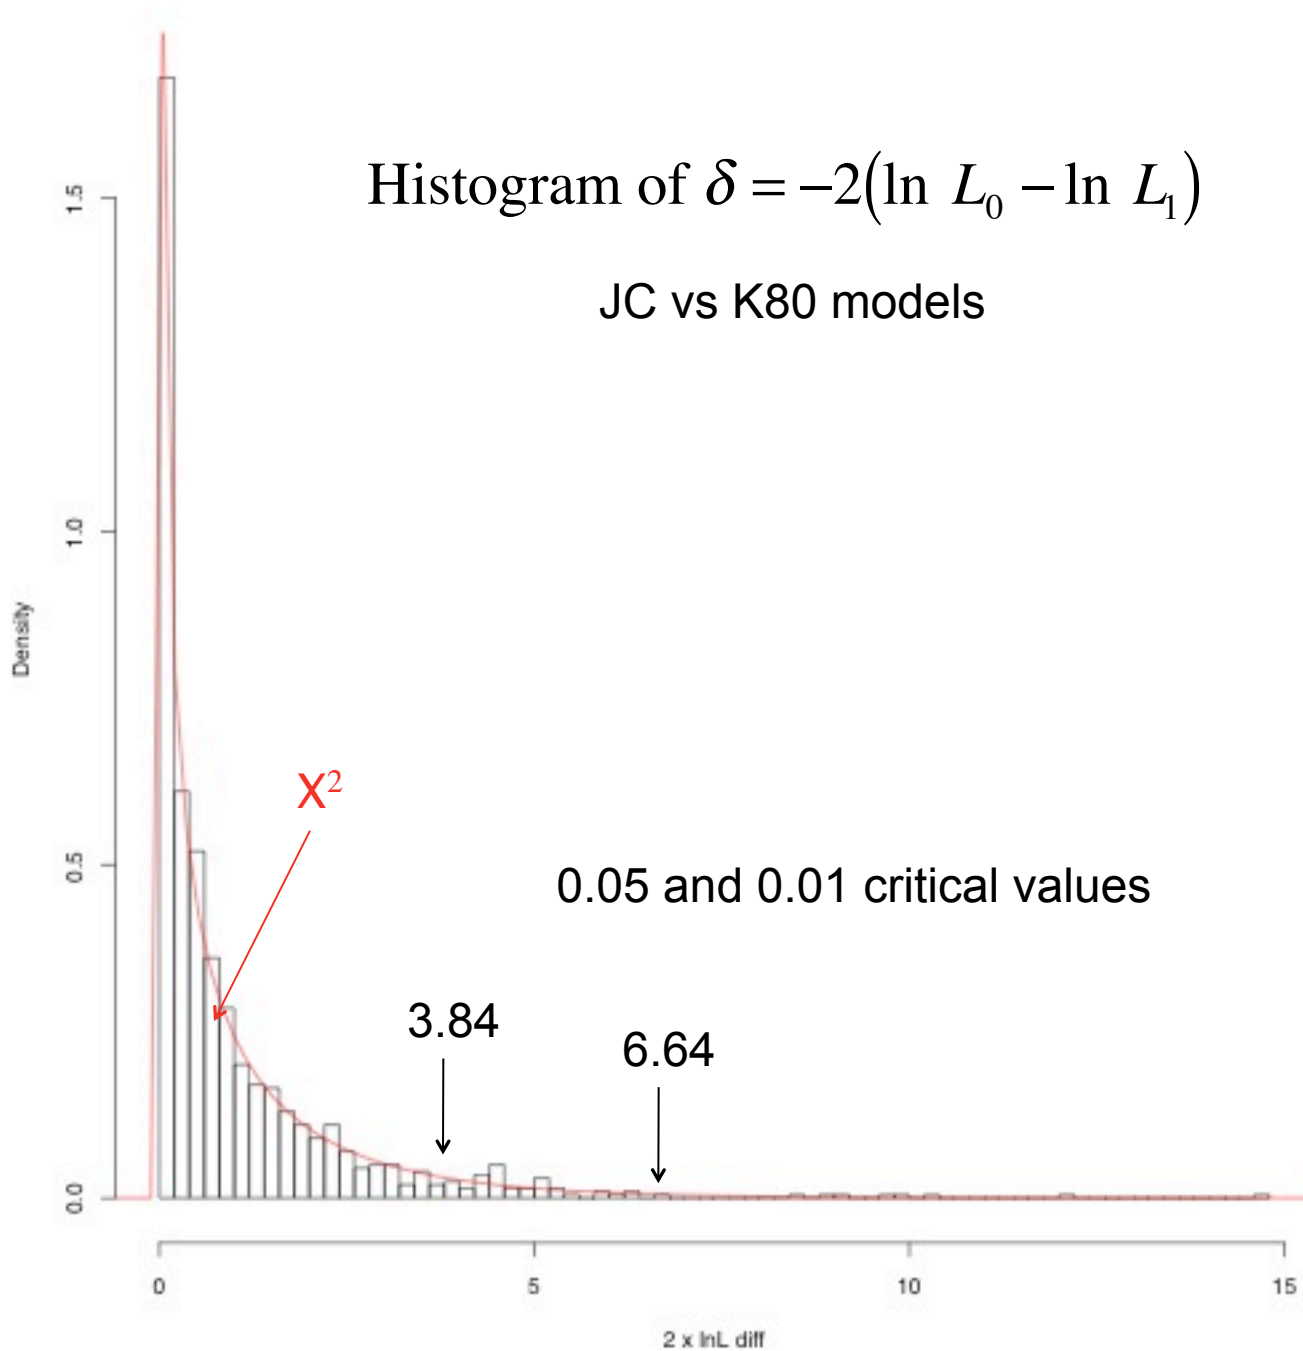 Histogram of δ = −2(ln L₀ − ln L₁)
JC vs K80 models
1.5
1.0
0.5
0.0
Density
X²
0.05 and 0.01 critical values
3.84
6.64
0 5 10 15
2 x lnL diff